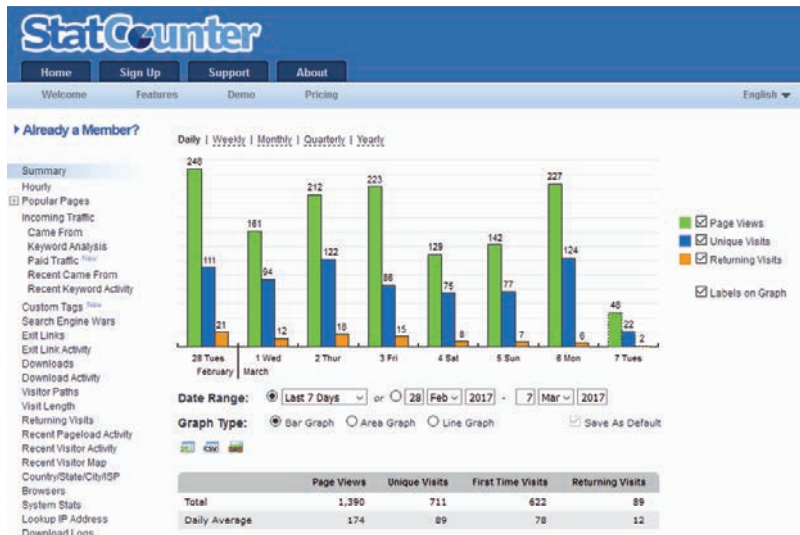 StatCounter
Home Sign Up Support About
Welcome Features Demo Pricing English
Already a Member?
Daily | Weekly | Monthly | Quarterly | Yearly
Summary
Hourly
Popular Pages
Incoming Traffic
Came From
Keyword Analysis
Paid Traffic New
Recent Came From
Recent Keyword Activity
Custom Tags New
Search Engine Wars
Exit Links
Exit Link Activity
Downloads
Download Activity
Visitor Paths
Visit Length
Returning Visits
Recent Pageload Activity
Recent Visitor Activity
Recent Visitor Map
Country/State/City/ISP
Browsers
System Stats
Lookup IP Address
Download Logs
111 21
161 94 12
212 122 18
223 86 15
129 75 8
142 77 7
227 124 6
22 2
28 Tues 1 Wed 2 Thur 3 Fri 4 Sat 5 Sun 6 Mon 7 Tues
February March
Page Views
Unique Visits
Returning Visits
Labels on Graph
Date Range: Last 7 Days or 28 Feb 2017 - 7 Mar 2017
Graph Type: Bar Graph Area Graph Line Graph Save As Default
CSV
Page Views Unique Visits First Time Visits Returning Visits
Total 1,390 711 622 89
Daily Average 174 89 78 12